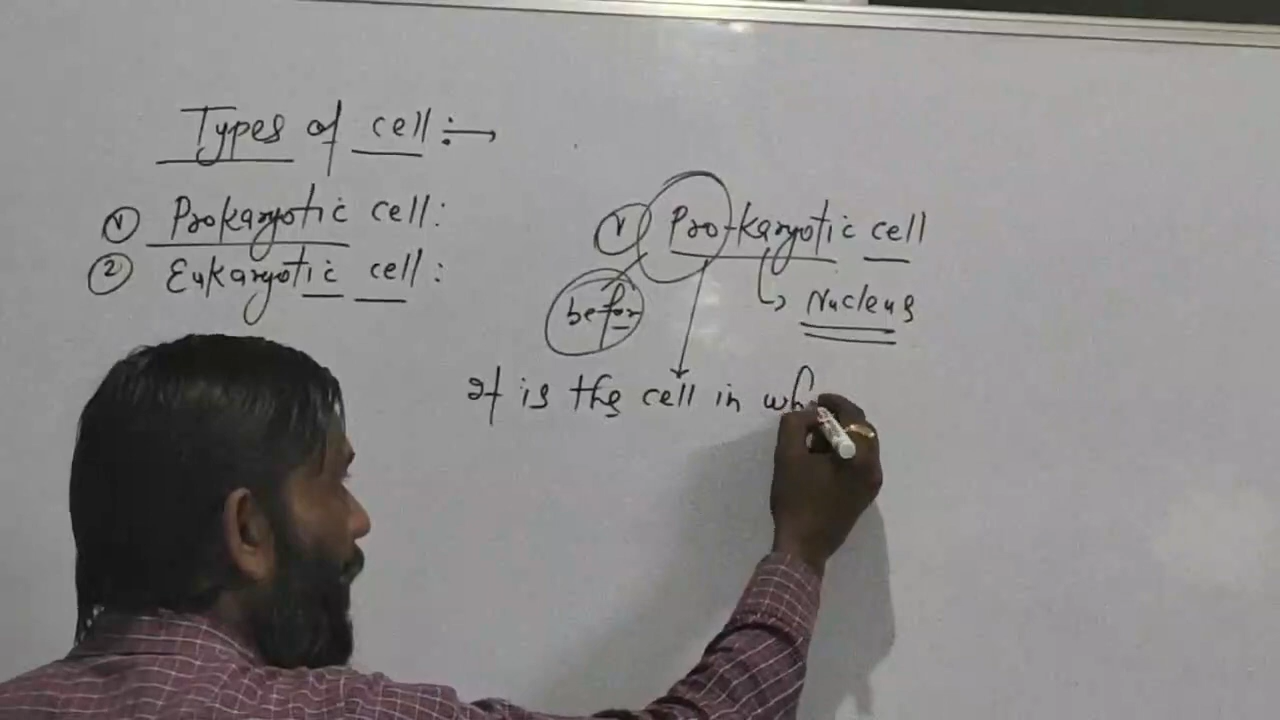 Types of cell :→
① Prokaryotic cell :
② Eukaryotic cell :
① Pro-karyotic cell
befor
Nucleus
It is the cell in wh